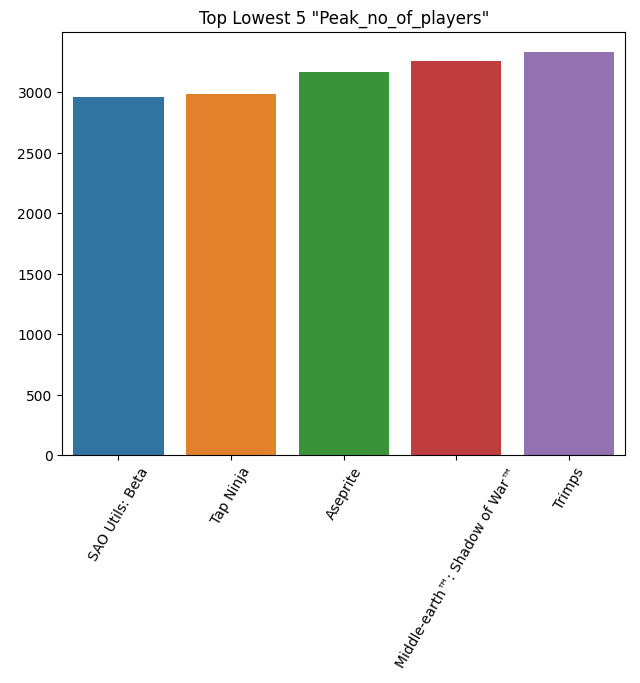 Top Lowest 5 "Peak_no_of_players"
3000
2500
2000
1500
1000
500
0
SAO Utils: Beta
Tap Ninja
Aseprite
Middle-earth™: Shadow of War™
Trimps